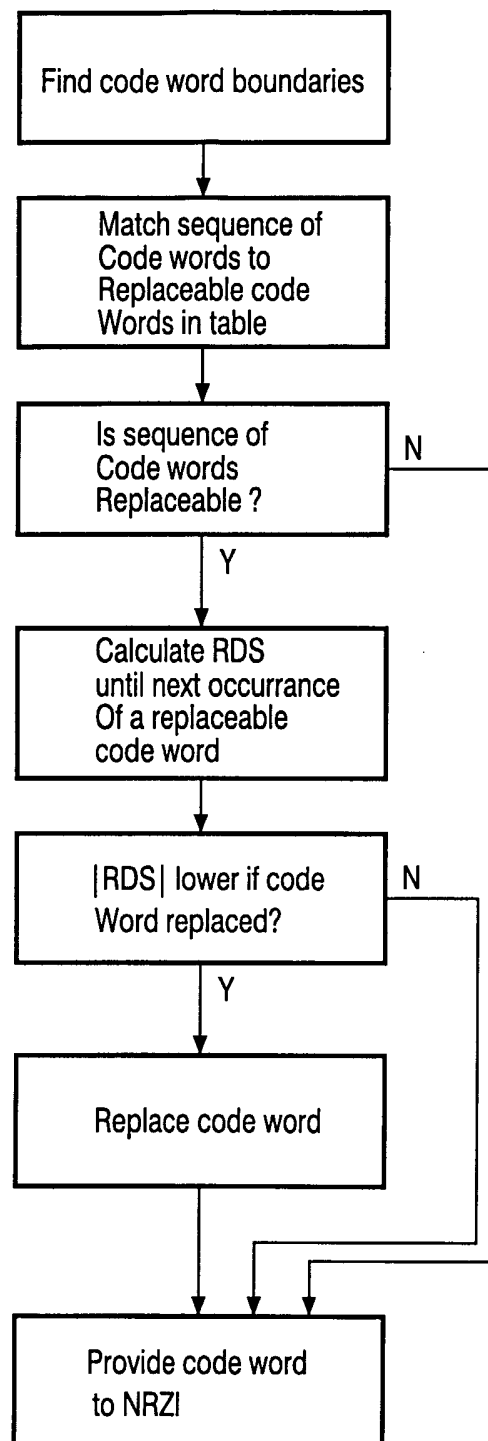 Find code word boundaries
Match sequence of
Code words to
Replaceable code
Words in table
Is sequence of
Code words
Replaceable ?
N
Y
Calculate RDS
until next occurrance
Of a replaceable
code word
|RDS| lower if code
Word replaced?
N
Y
Replace code word
Provide code word
to NRZI